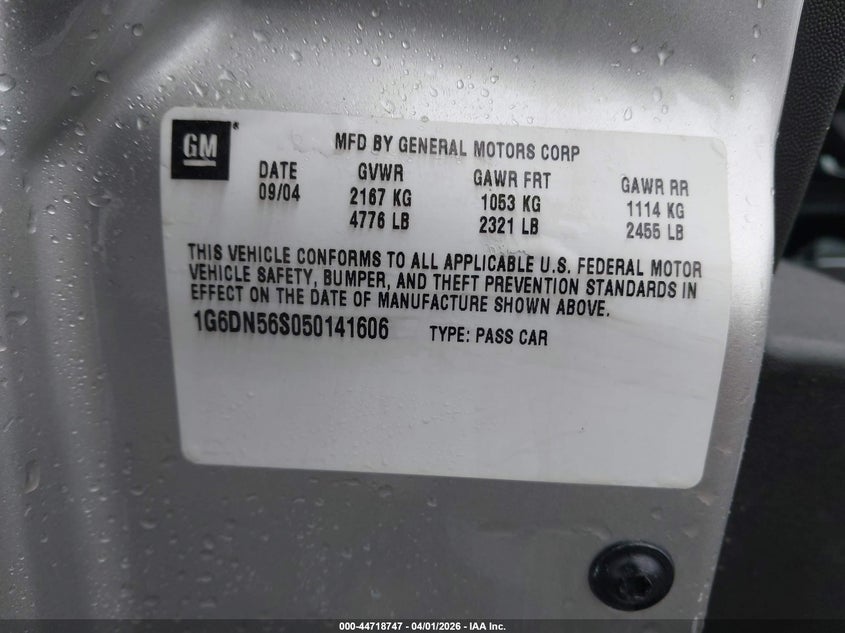 GM
MFD BY GENERAL MOTORS CORP
DATE GVWR GAWR FRT GAWR RR
09/04 2167 KG 1053 KG 1114 KG
4776 LB 2321 LB 2455 LB
THIS VEHICLE CONFORMS TO ALL APPLICABLE U.S. FEDERAL MOTOR
VEHICLE SAFETY, BUMPER, AND THEFT PREVENTION STANDARDS IN
EFFECT ON THE DATE OF MANUFACTURE SHOWN ABOVE.
1G6DN56S050141606 TYPE: PASS CAR
000-44718747 - 04/01/2026 - IAA Inc.